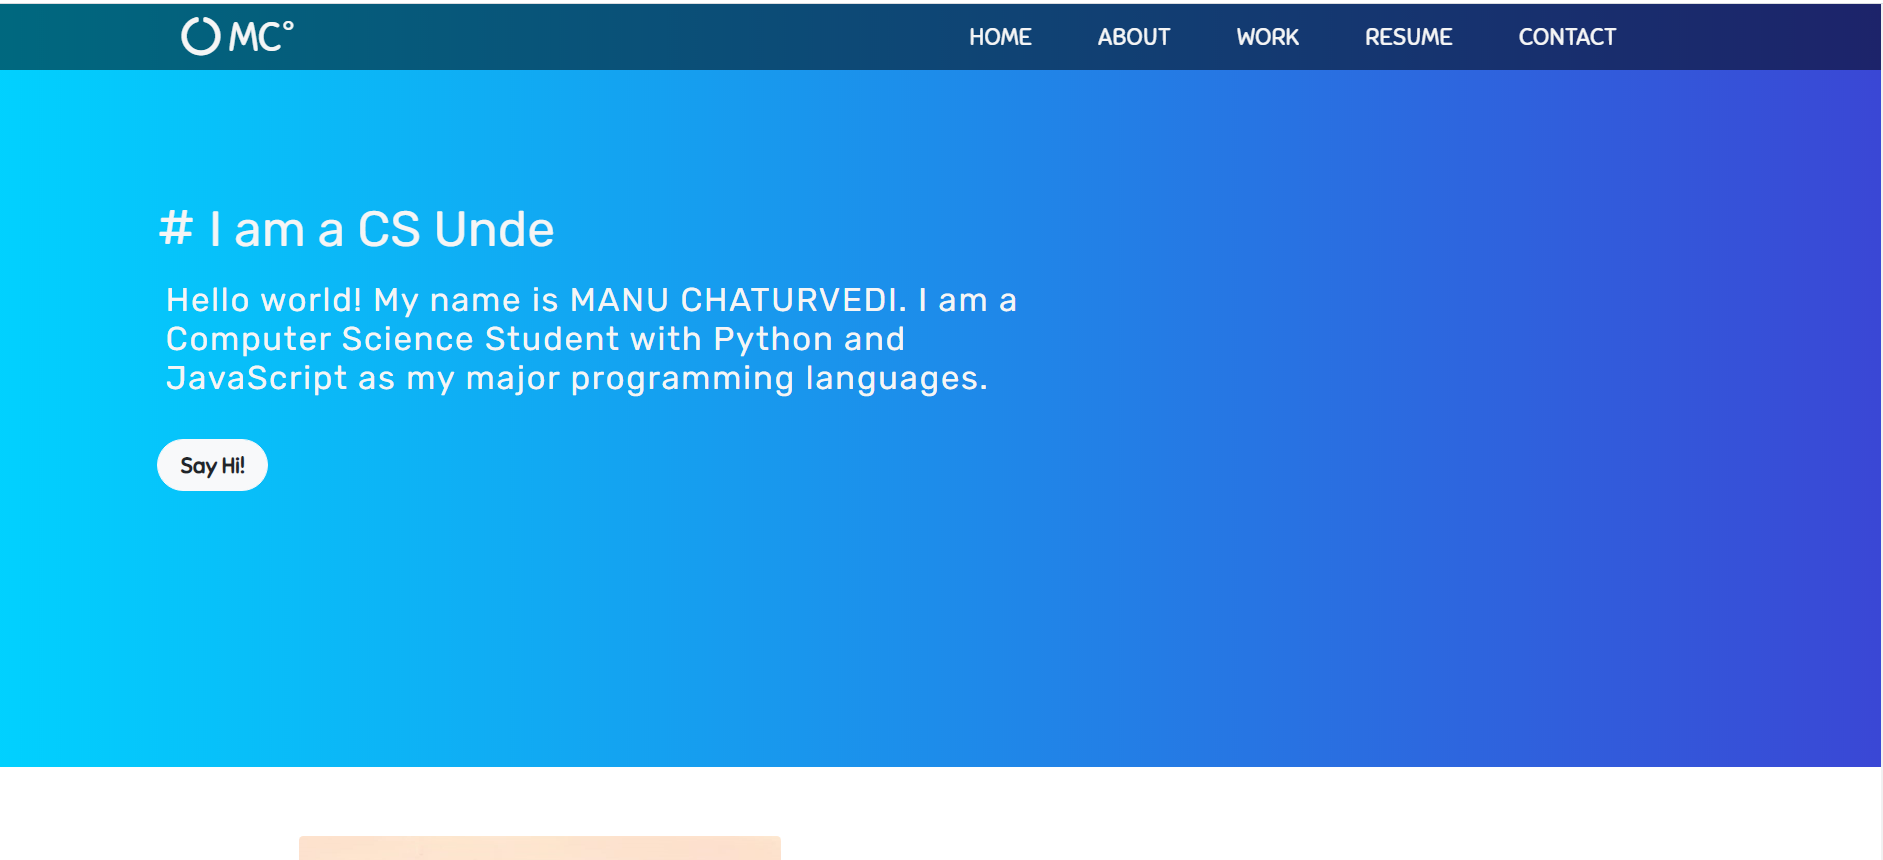 MC°
HOME ABOUT WORK RESUME CONTACT
# I am a CS Unde
Hello world! My name is MANU CHATURVEDI. I am a
Computer Science Student with Python and
JavaScript as my major programming languages.
Say Hi!